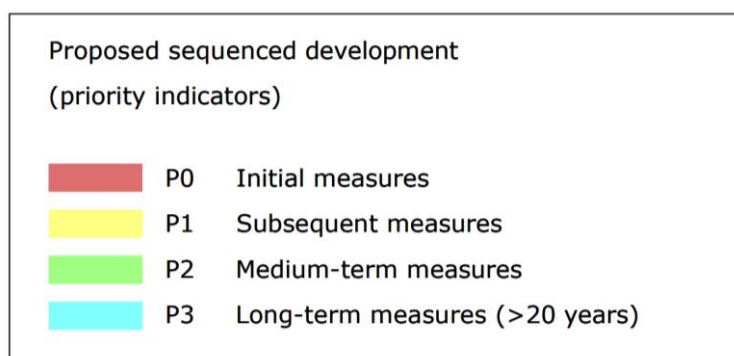 Proposed sequenced development
(priority indicators)
P0 Initial measures
P1 Subsequent measures
P2 Medium-term measures
P3 Long-term measures (>20 years)